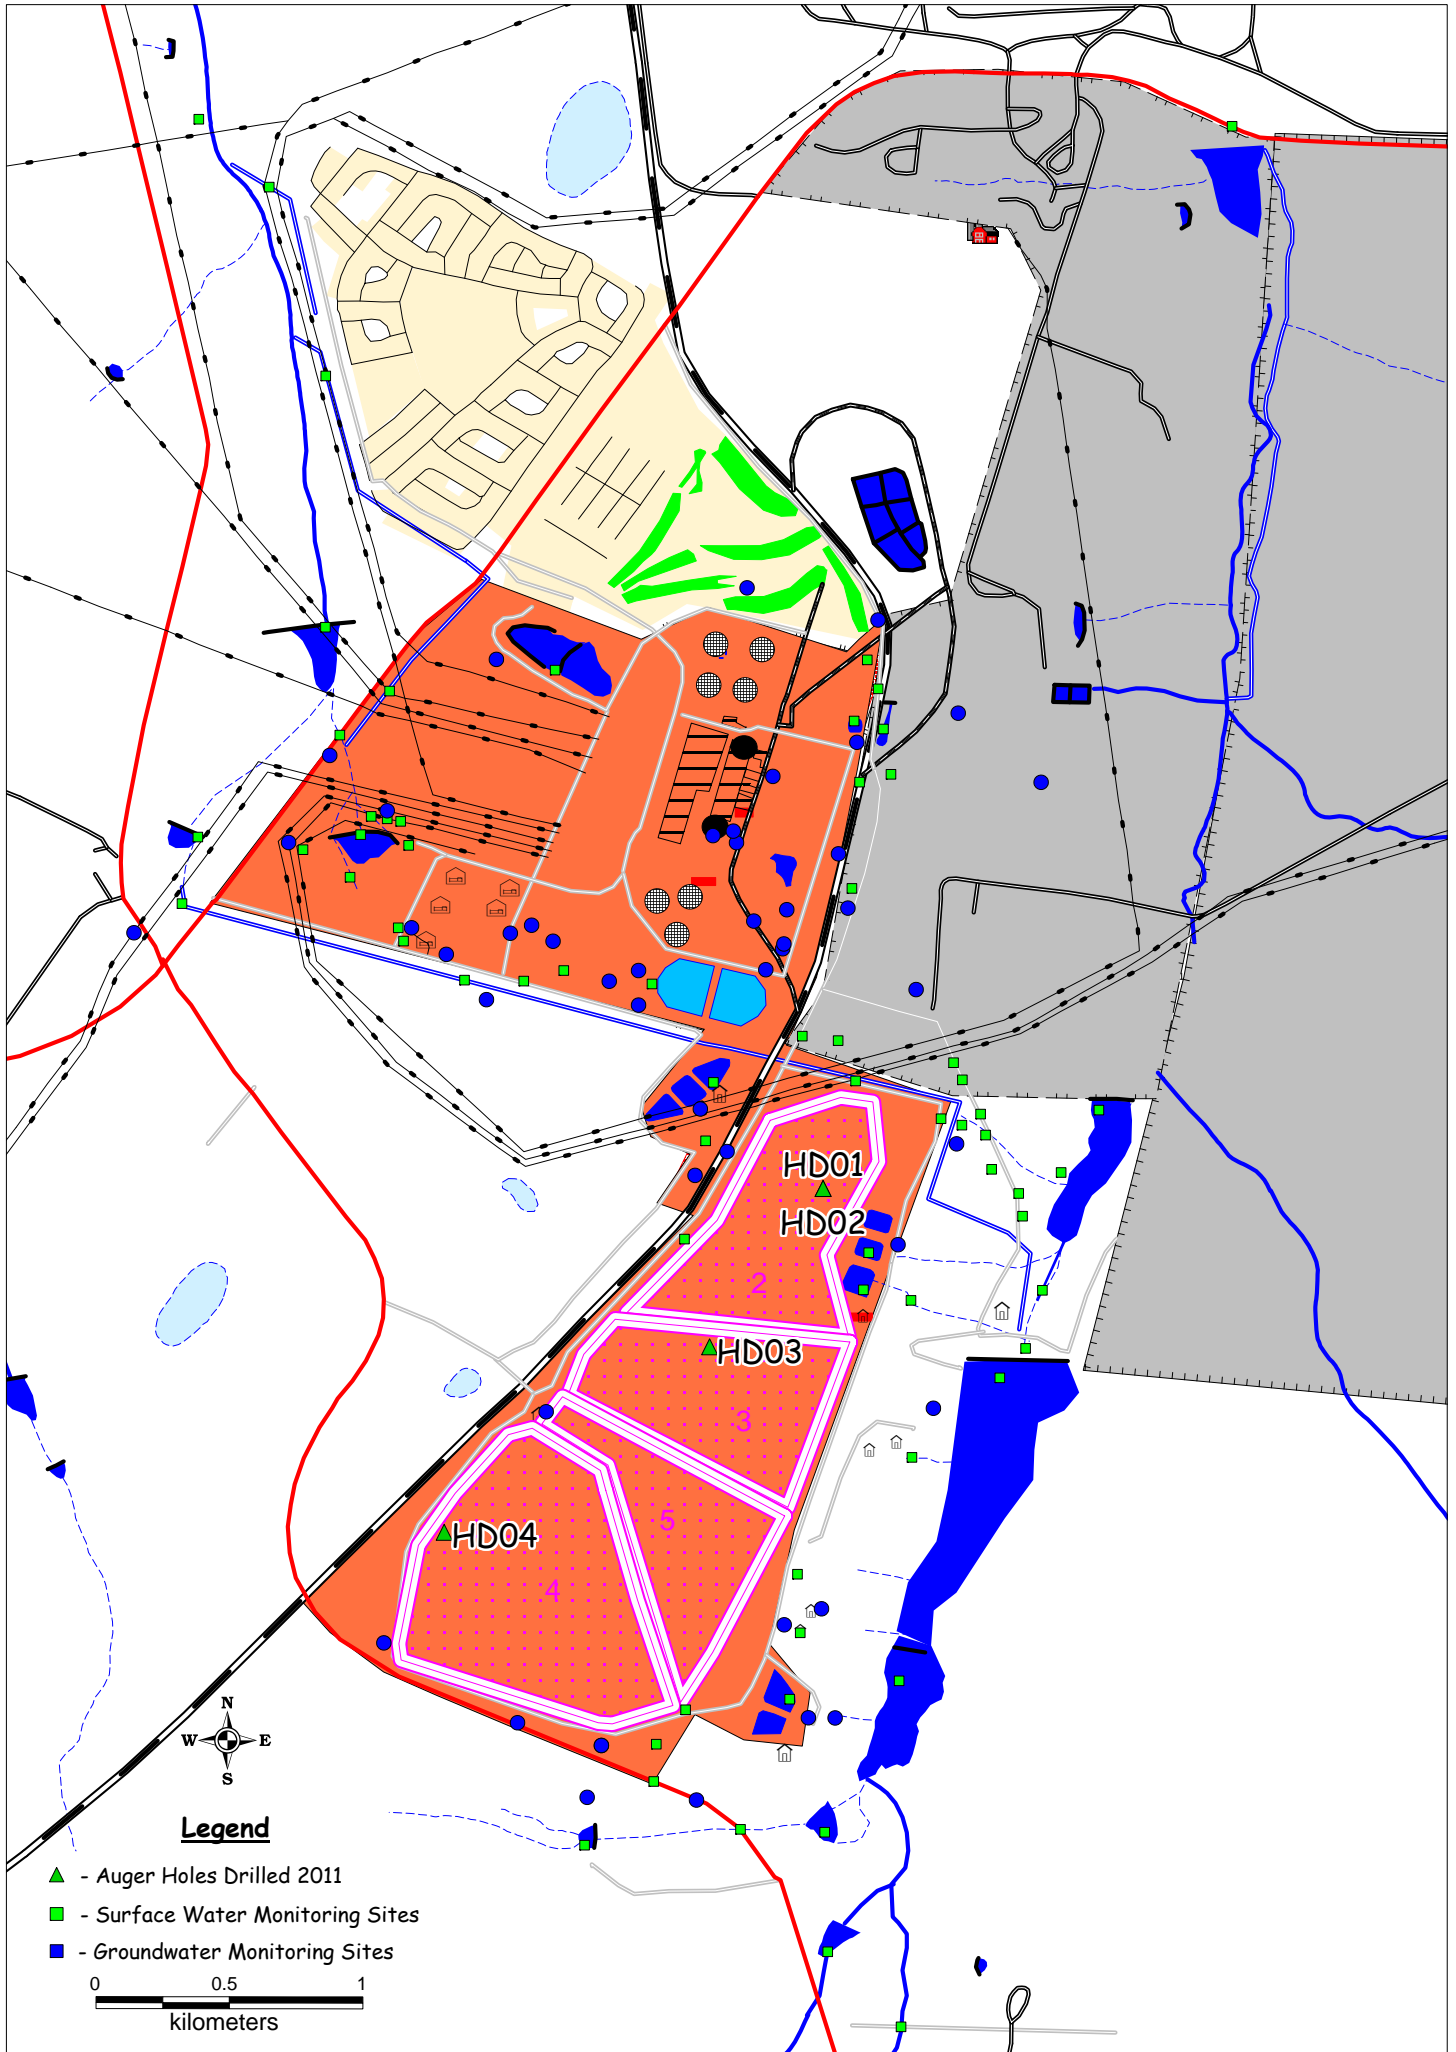 HD01
HD02
2
HD03
3
5
HD04
4
N
W E
S
Legend
- Auger Holes Drilled 2011
- Surface Water Monitoring Sites
- Groundwater Monitoring Sites
0 0.5 1
kilometers